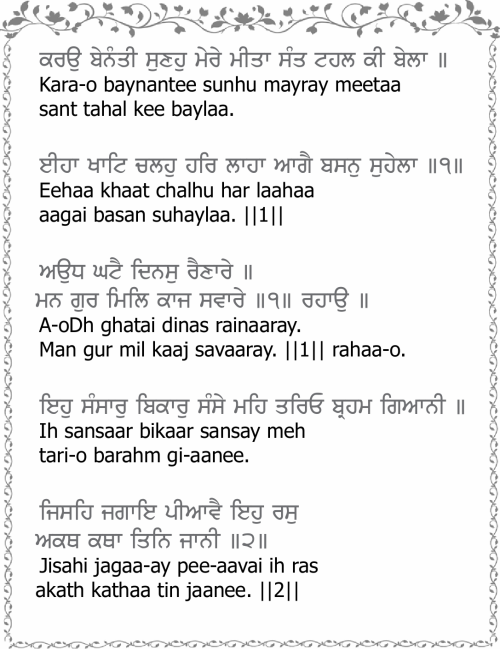 ਕਰਉ ਬੇਨੰਤੀ ਸੁਣਹੁ ਮੇਰੇ ਮੀਤਾ ਸੰਤ ਟਹਲ ਕੀ ਬੇਲਾ ॥
Kara-o baynantee sunhu mayray meetaa
sant tahal kee baylaa.
ਈਹਾ ਖਾਟਿ ਚਲਹੁ ਹਰਿ ਲਾਹਾ ਆਗੈ ਬਸਨੁ ਸੁਹੇਲਾ ॥੧॥
Eehaa khaat chalhu har laahaa
aagai basan suhaylaa. ||1||
ਅਉਧ ਘਟੈ ਦਿਨਸੁ ਰੈਣਾਰੇ ॥
ਮਨ ਗੁਰ ਮਿਲਿ ਕਾਜ ਸਵਾਰੇ ॥੧॥ ਰਹਾਉ ॥
A-oDh ghatai dinas rainaaray.
Man gur mil kaaj savaaray. ||1|| rahaa-o.
ਇਹੁ ਸੰਸਾਰੁ ਬਿਕਾਰੁ ਸੰਸੇ ਮਹਿ ਤਰਿਓ ਬ੍ਰਹਮ ਗਿਆਨੀ ॥
Ih sansaar bikaar sansay meh
tari-o barahm gi-aanee.
ਜਿਸਹਿ ਜਗਾਇ ਪੀਆਵੈ ਇਹੁ ਰਸੁ
ਅਕਥ ਕਥਾ ਤਿਨਿ ਜਾਨੀ ॥੨॥
Jisahi jagaa-ay pee-aavai ih ras
akath kathaa tin jaanee. ||2||